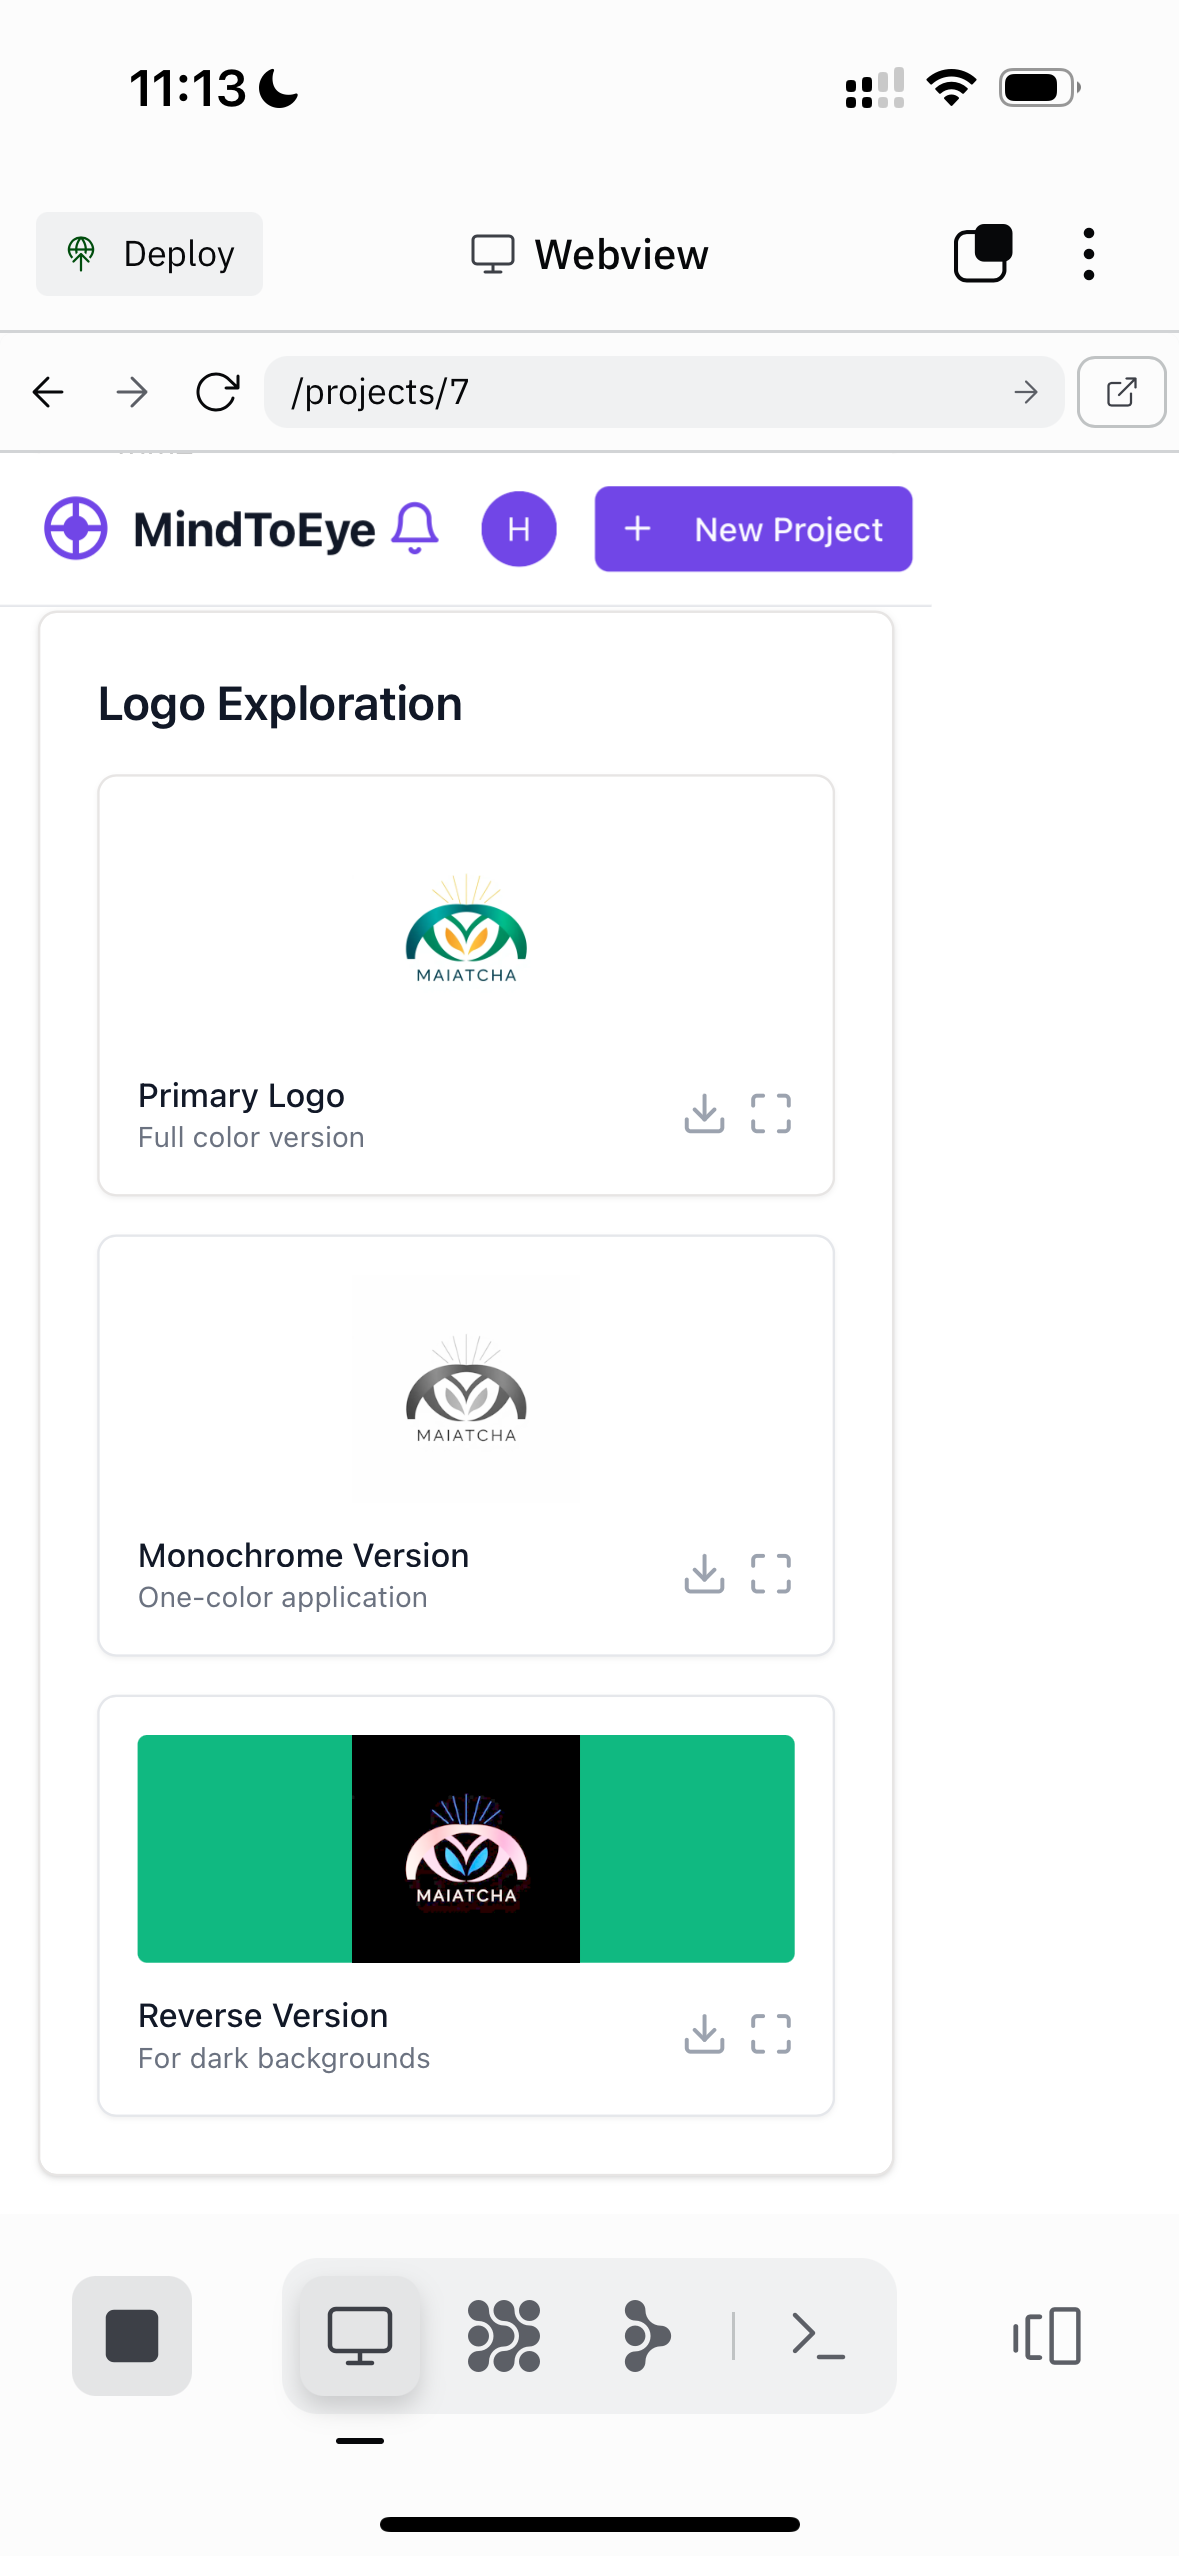 11:13
Deploy
Webview
/projects/7
MindToEye
H
+ New Project
Logo Exploration
MAIATCHA
Primary Logo
Full color version
MAIATCHA
Monochrome Version
One-color application
MAIATCHA
Reverse Version
For dark backgrounds